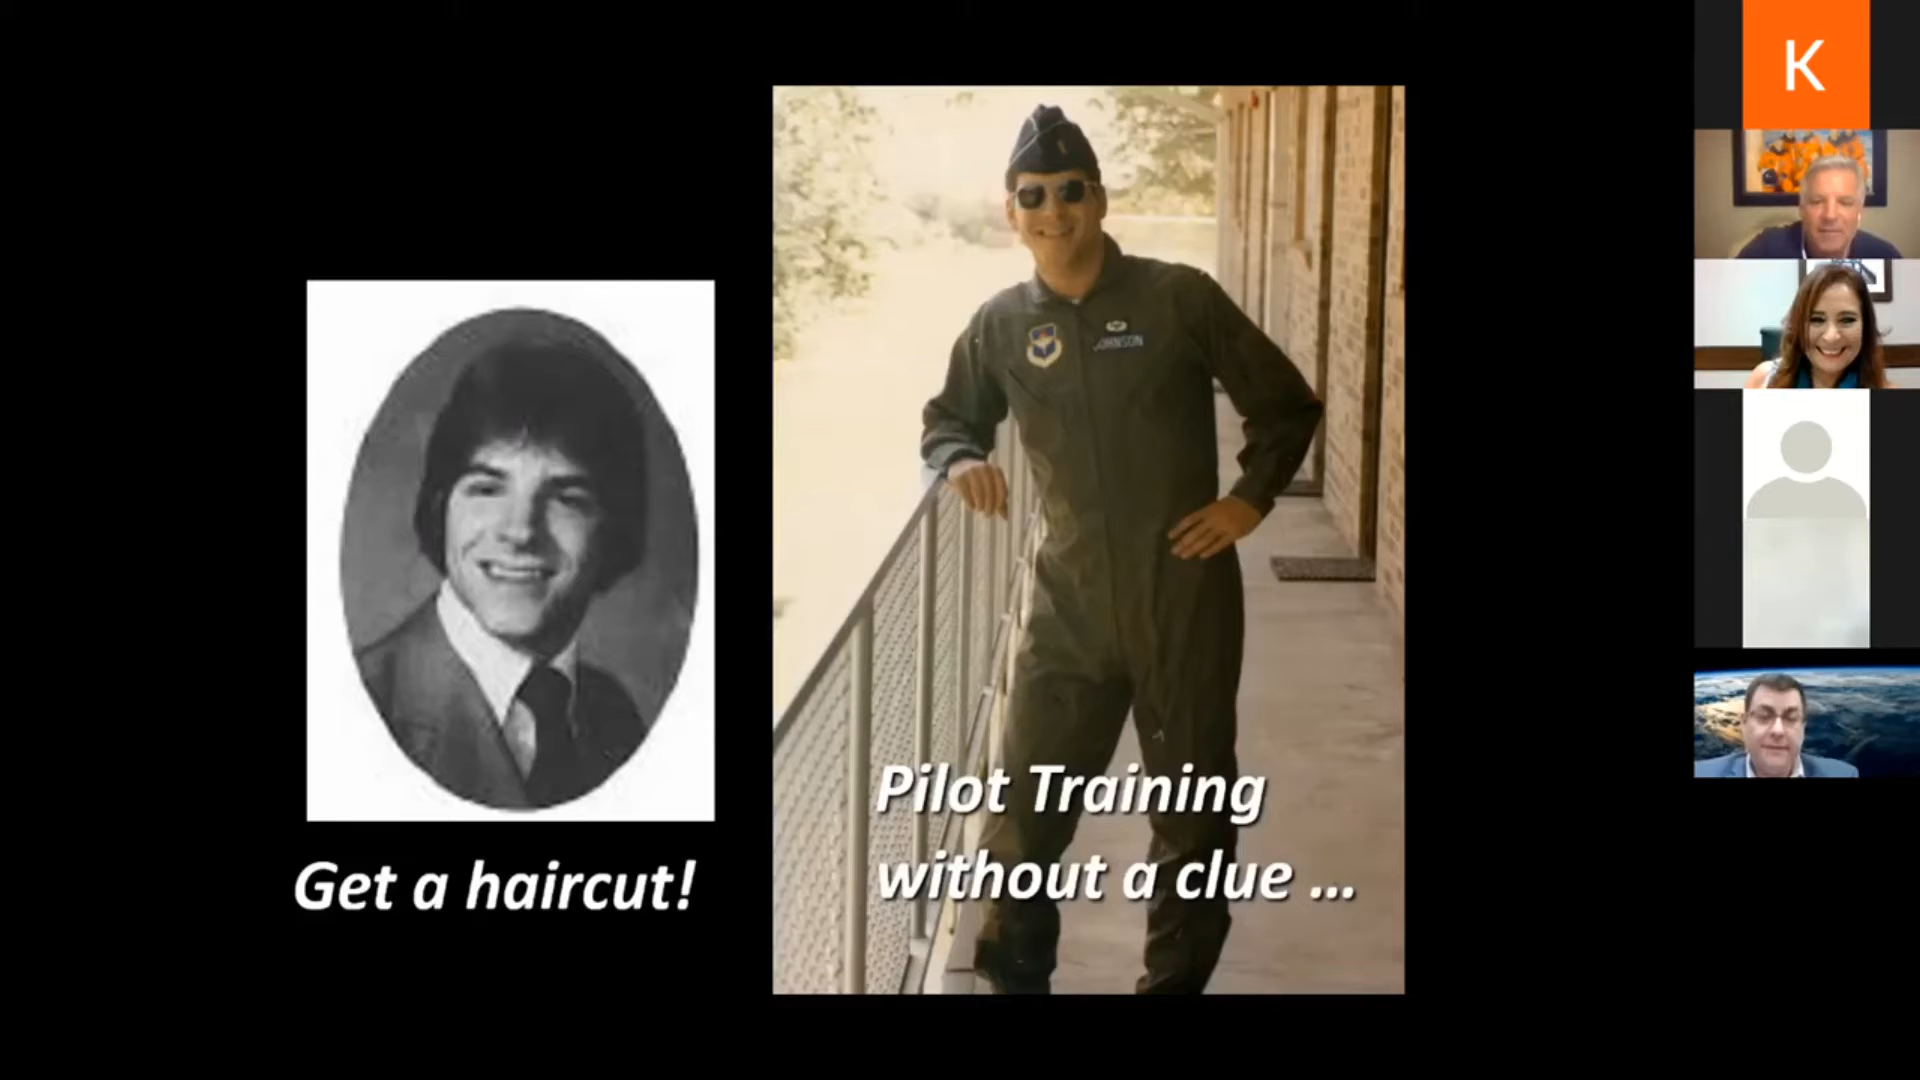 K
JOHNSON
Pilot Training
without a clue ...
Get a haircut!